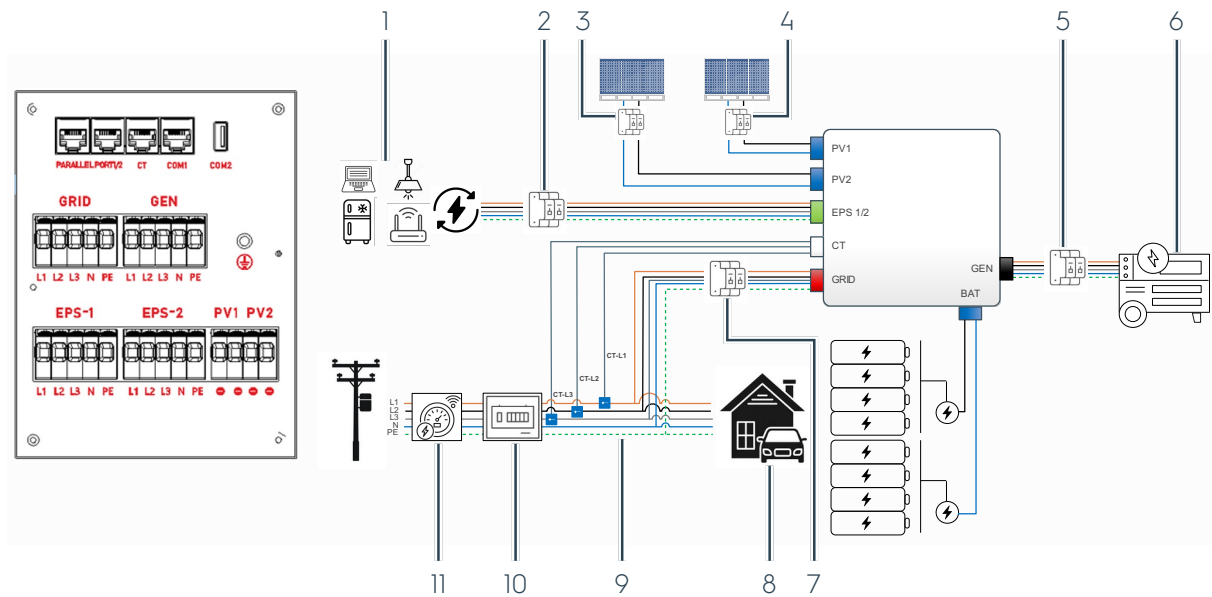 1 2 3 4 5 6
PARALLEL PORT1/2 CT COM1 COM2
GRID GEN
L1 L2 L3 N PE L1 L2 L3 N PE
EPS-1 EPS-2 PV1 PV2
L1 L2 L3 N PE L1 L2 L3 N PE
PV1
PV2
EPS 1/2
CT
GRID
GEN
BAT
CT-L1
CT-L2
CT-L3
L1
L2
L3
N
PE
11 10 9 8 7